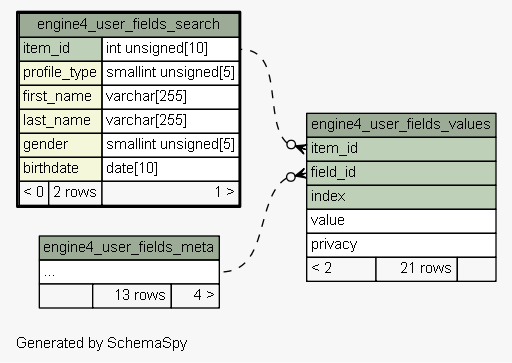 engine4_user_fields_search
item_id int unsigned[10]
profile_type smallint unsigned[5]
first_name varchar[255]
last_name varchar[255]
gender smallint unsigned[5]
birthdate date[10]
< 0 2 rows 1 >
engine4_user_fields_values
item_id
field_id
index
value
privacy
< 2 21 rows
engine4_user_fields_meta
...
13 rows 4 >
Generated by SchemaSpy